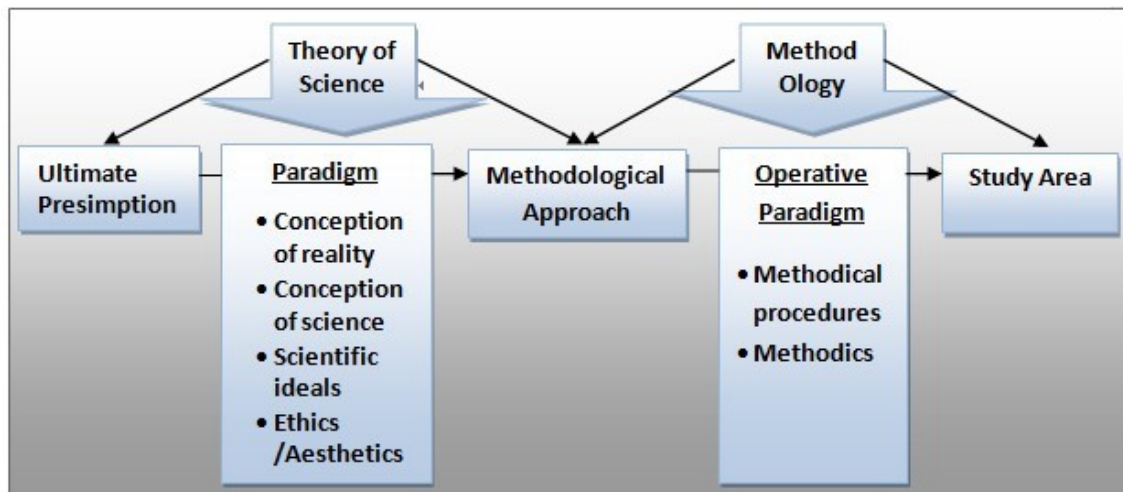 Theory of
Science
Method
Ology
Ultimate
Presimption
Paradigm
• Conception
of reality
• Conception
of science
• Scientific
ideals
• Ethics
/Aesthetics
Methodological
Approach
Operative
Paradigm
• Methodical
procedures
• Methodics
Study Area